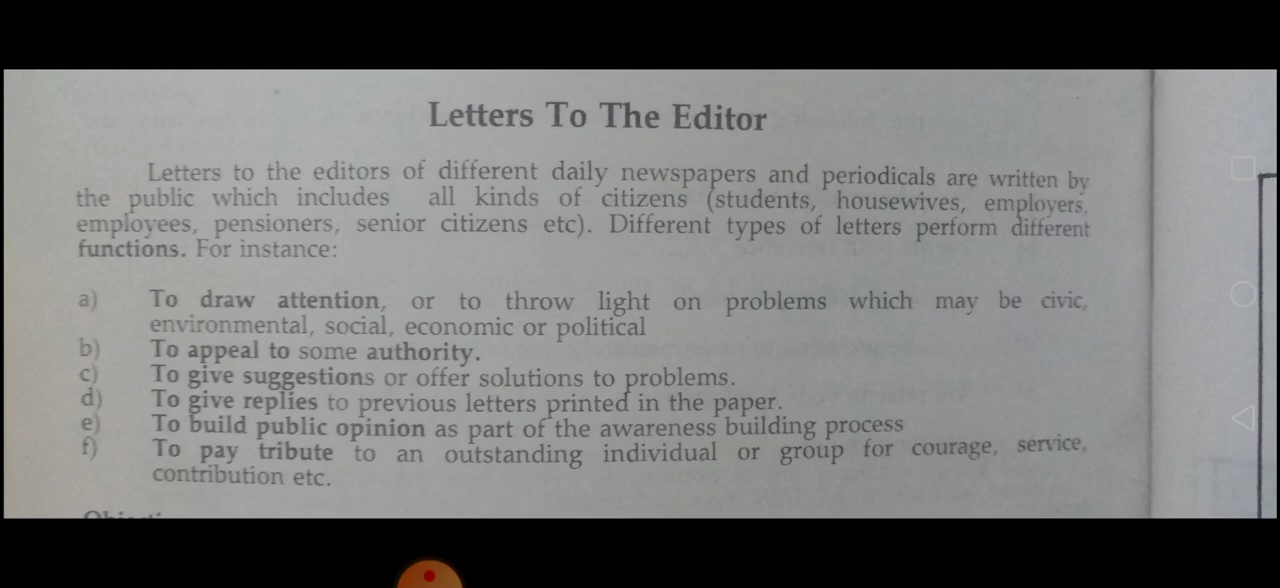 Letters To The Editor
Letters to the editors of different daily newspapers and periodicals are written by
the public which includes all kinds of citizens (students, housewives, employers,
employees, pensioners, senior citizens etc). Different types of letters perform different
functions. For instance:
a) To draw attention, or to throw light on problems which may be civic,
environmental, social, economic or political
b) To appeal to some authority.
c) To give suggestions or offer solutions to problems.
d) To give replies to previous letters printed in the paper.
e) To build public opinion as part of the awareness building process
f) To pay tribute to an outstanding individual or group for courage, service,
contribution etc.